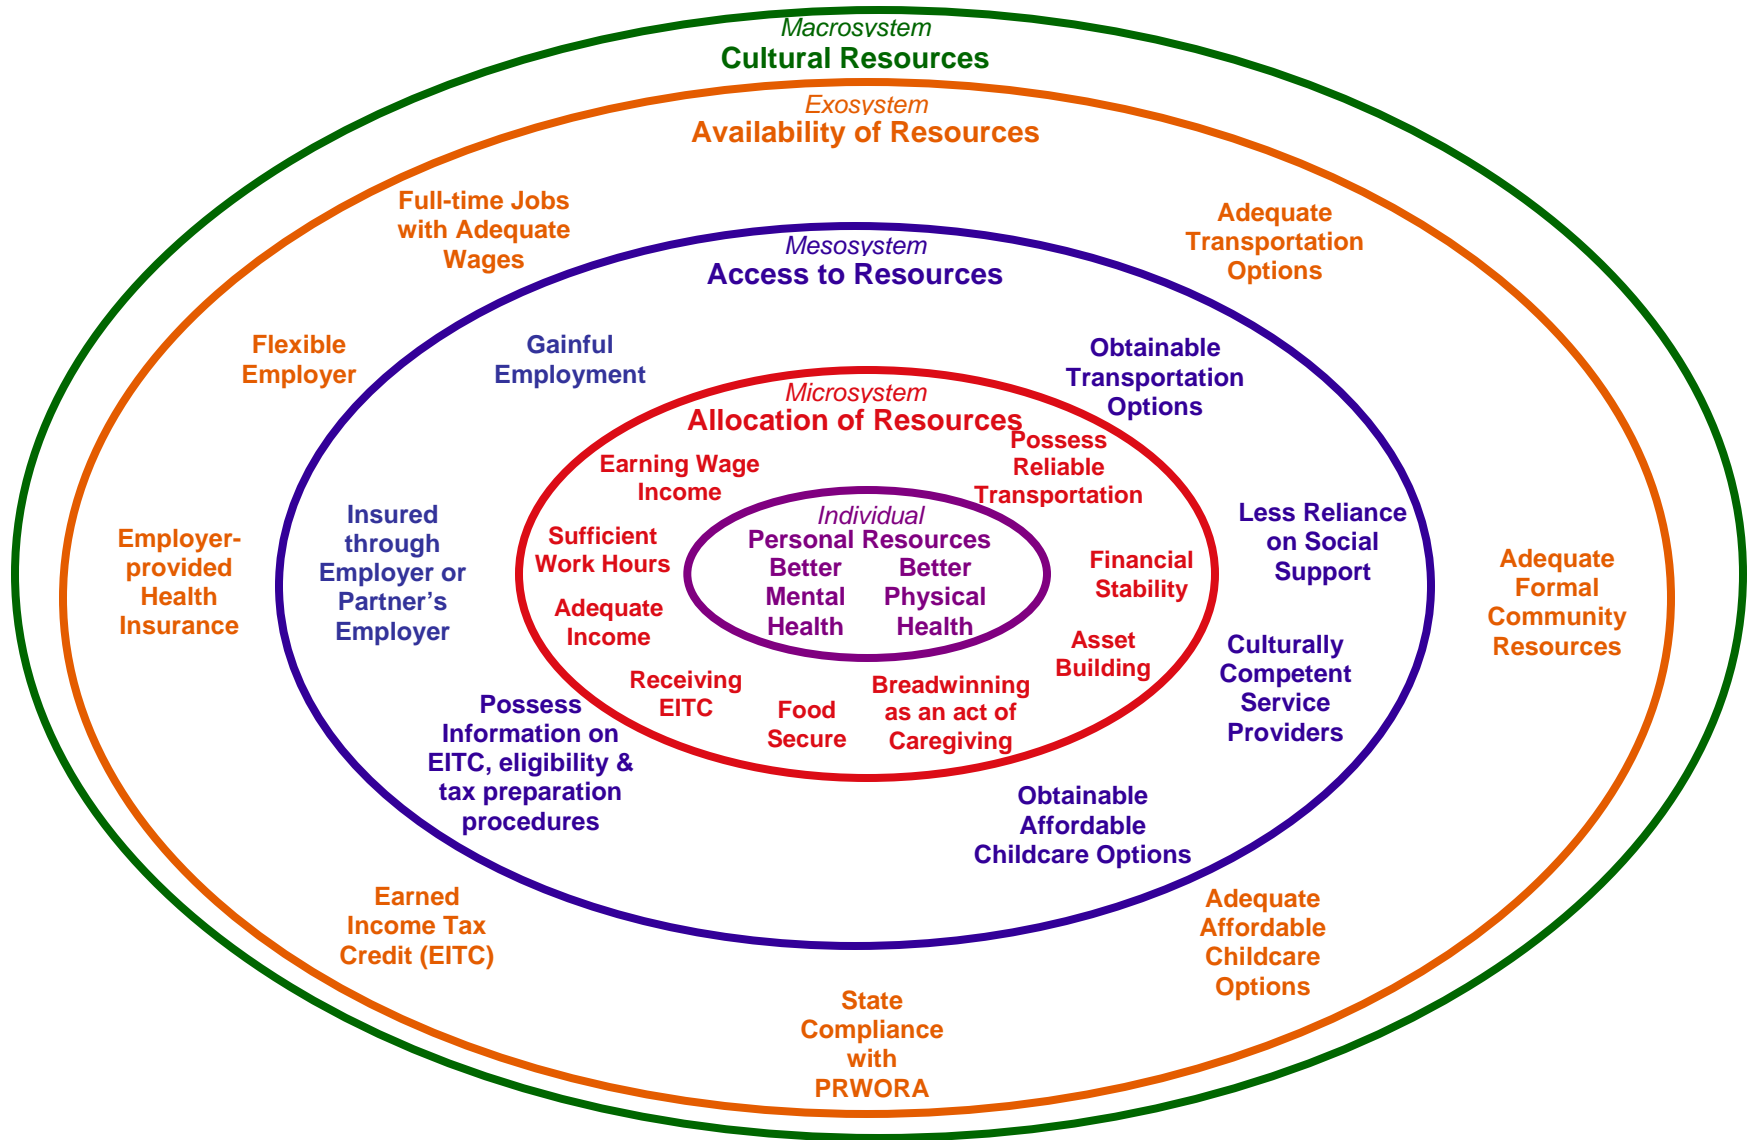 Macrosystem
Cultural Resources
Exosystem
Availability of Resources
Full-time Jobs
with Adequate
Wages
Adequate
Transportation
Options
Mesosystem
Access to Resources
Flexible
Employer
Gainful
Employment
Obtainable
Transportation
Options
Microsystem
Allocation of Resources
Earning Wage
Income
Possess
Reliable
Transportation
Employer-
provided
Health
Insurance
Insured
through
Employer or
Partner’s
Employer
Sufficient
Work Hours
Individual
Personal Resources
Better
Mental
Health
Better
Physical
Health
Financial
Stability
Less Reliance
on Social
Support
Adequate
Formal
Community
Resources
Adequate
Income
Asset
Building
Culturally
Competent
Service
Providers
Receiving
EITC
Food
Secure
Breadwinning
as an act of
Caregiving
Possess
Information on
EITC, eligibility &
tax preparation
procedures
Obtainable
Affordable
Childcare Options
Earned
Income Tax
Credit (EITC)
Adequate
Affordable
Childcare
Options
State
Compliance
with
PRWORA